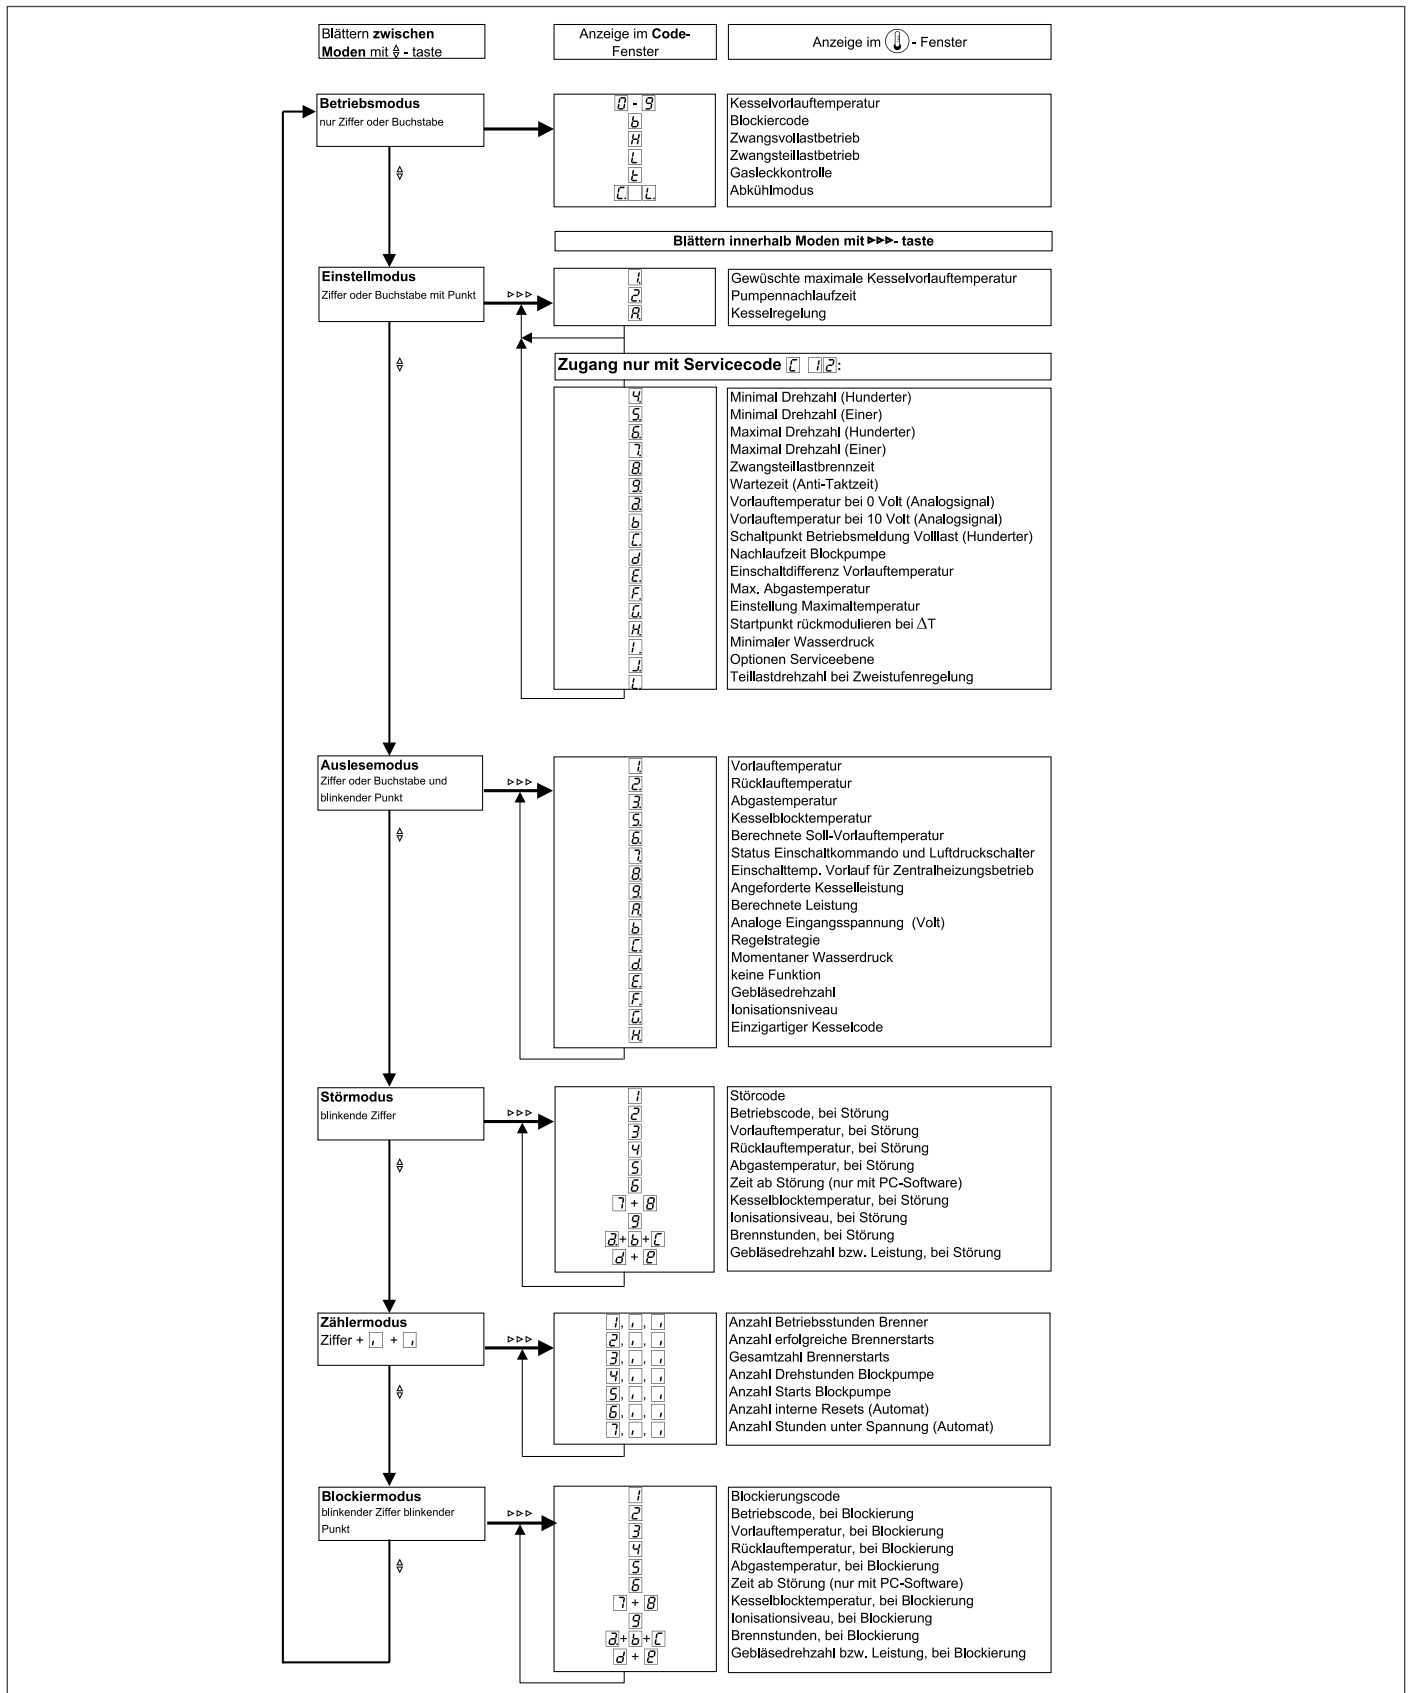 Blättern zwischen
Moden mit - taste
Anzeige im Code-
Fenster
Anzeige im - Fenster
Betriebsmodus
nur Ziffer oder Buchstabe
0 - 9
b
H
L
t
C. L.
Kesselvorlauftemperatur
Blockiercode
Zwangsvollastbetrieb
Zwangsteillastbetrieb
Gasleckkontrolle
Abkühlmodus
Blättern innerhalb Moden mit ▷▷▷- taste
Einstellmodus
Ziffer oder Buchstabe mit Punkt
▷▷▷
1.
2.
A.
Gewüschte maximale Kesselvorlauftemperatur
Pumpennachlaufzeit
Kesselregelung
Zugang nur mit Servicecode C 12:
4.
5.
6.
7.
8.
9.
a.
b
C.
d
E.
F.
G.
H.
I.
J.
L.
Minimal Drehzahl (Hunderter)
Minimal Drehzahl (Einer)
Maximal Drehzahl (Hunderter)
Maximal Drehzahl (Einer)
Zwangsteillastbrennzeit
Wartezeit (Anti-Taktzeit)
Vorlauftemperatur bei 0 Volt (Analogsignal)
Vorlauftemperatur bei 10 Volt (Analogsignal)
Schaltpunkt Betriebsmeldung Volllast (Hunderter)
Nachlaufzeit Blockpumpe
Einschaltdifferenz Vorlauftemperatur
Max. Abgastemperatur
Einstellung Maximaltemperatur
Startpunkt rückmodulieren bei ΔT
Minimaler Wasserdruck
Optionen Serviceebene
Teillastdrehzahl bei Zweistufenregelung
Auslesemodus
Ziffer oder Buchstabe und
blinkender Punkt
▷▷▷
1.
2.
3.
5.
6.
7.
8.
9.
A.
b
C.
d.
E.
F.
G.
H.
Vorlauftemperatur
Rücklauftemperatur
Abgastemperatur
Kesselblocktemperatur
Berechnete Soll-Vorlauftemperatur
Status Einschaltkommando und Luftdruckschalter
Einschalttemp. Vorlauf für Zentralheizungsbetrieb
Angeforderte Kesselleistung
Berechnete Leistung
Analoge Eingangsspannung (Volt)
Regelstrategie
Momentaner Wasserdruck
keine Funktion
Gebläsedrehzahl
Ionisationsniveau
Einzigartiger Kesselcode
Störmodus
blinkende Ziffer
▷▷▷
1
2
3
4
5
6
7 + 8
9
a.+b+C
d + e
Störcode
Betriebscode, bei Störung
Vorlauftemperatur, bei Störung
Rücklauftemperatur, bei Störung
Abgastemperatur, bei Störung
Zeit ab Störung (nur mit PC-Software)
Kesselblocktemperatur, bei Störung
Ionisationsiveau, bei Störung
Brennstunden, bei Störung
Gebläsedrehzahl bzw. Leistung, bei Störung
Zählermodus
Ziffer + ╷ + ╷
▷▷▷
1, ╷, ╷
2, ╷, ╷
3, ╷, ╷
4, ╷, ╷
5, ╷, ╷
6, ╷, ╷
7, ╷, ╷
Anzahl Betriebsstunden Brenner
Anzahl erfolgreiche Brennerstarts
Gesamtzahl Brennerstarts
Anzahl Drehstunden Blockpumpe
Anzahl Starts Blockpumpe
Anzahl interne Resets (Automat)
Anzahl Stunden unter Spannung (Automat)
Blockiermodus
blinkender Ziffer blinkender
Punkt
▷▷▷
1
2
3
4
5
6
7 + 8
9
a.+b+C
d + e
Blockierungscode
Betriebscode, bei Blockierung
Vorlauftemperatur, bei Blockierung
Rücklauftemperatur, bei Blockierung
Abgastemperatur, bei Blockierung
Zeit ab Störung (nur mit PC-Software)
Kesselblocktemperatur, bei Blockierung
Ionisationsiveau, bei Blockierung
Brennstunden, bei Blockierung
Gebläsedrehzahl bzw. Leistung, bei Blockierung